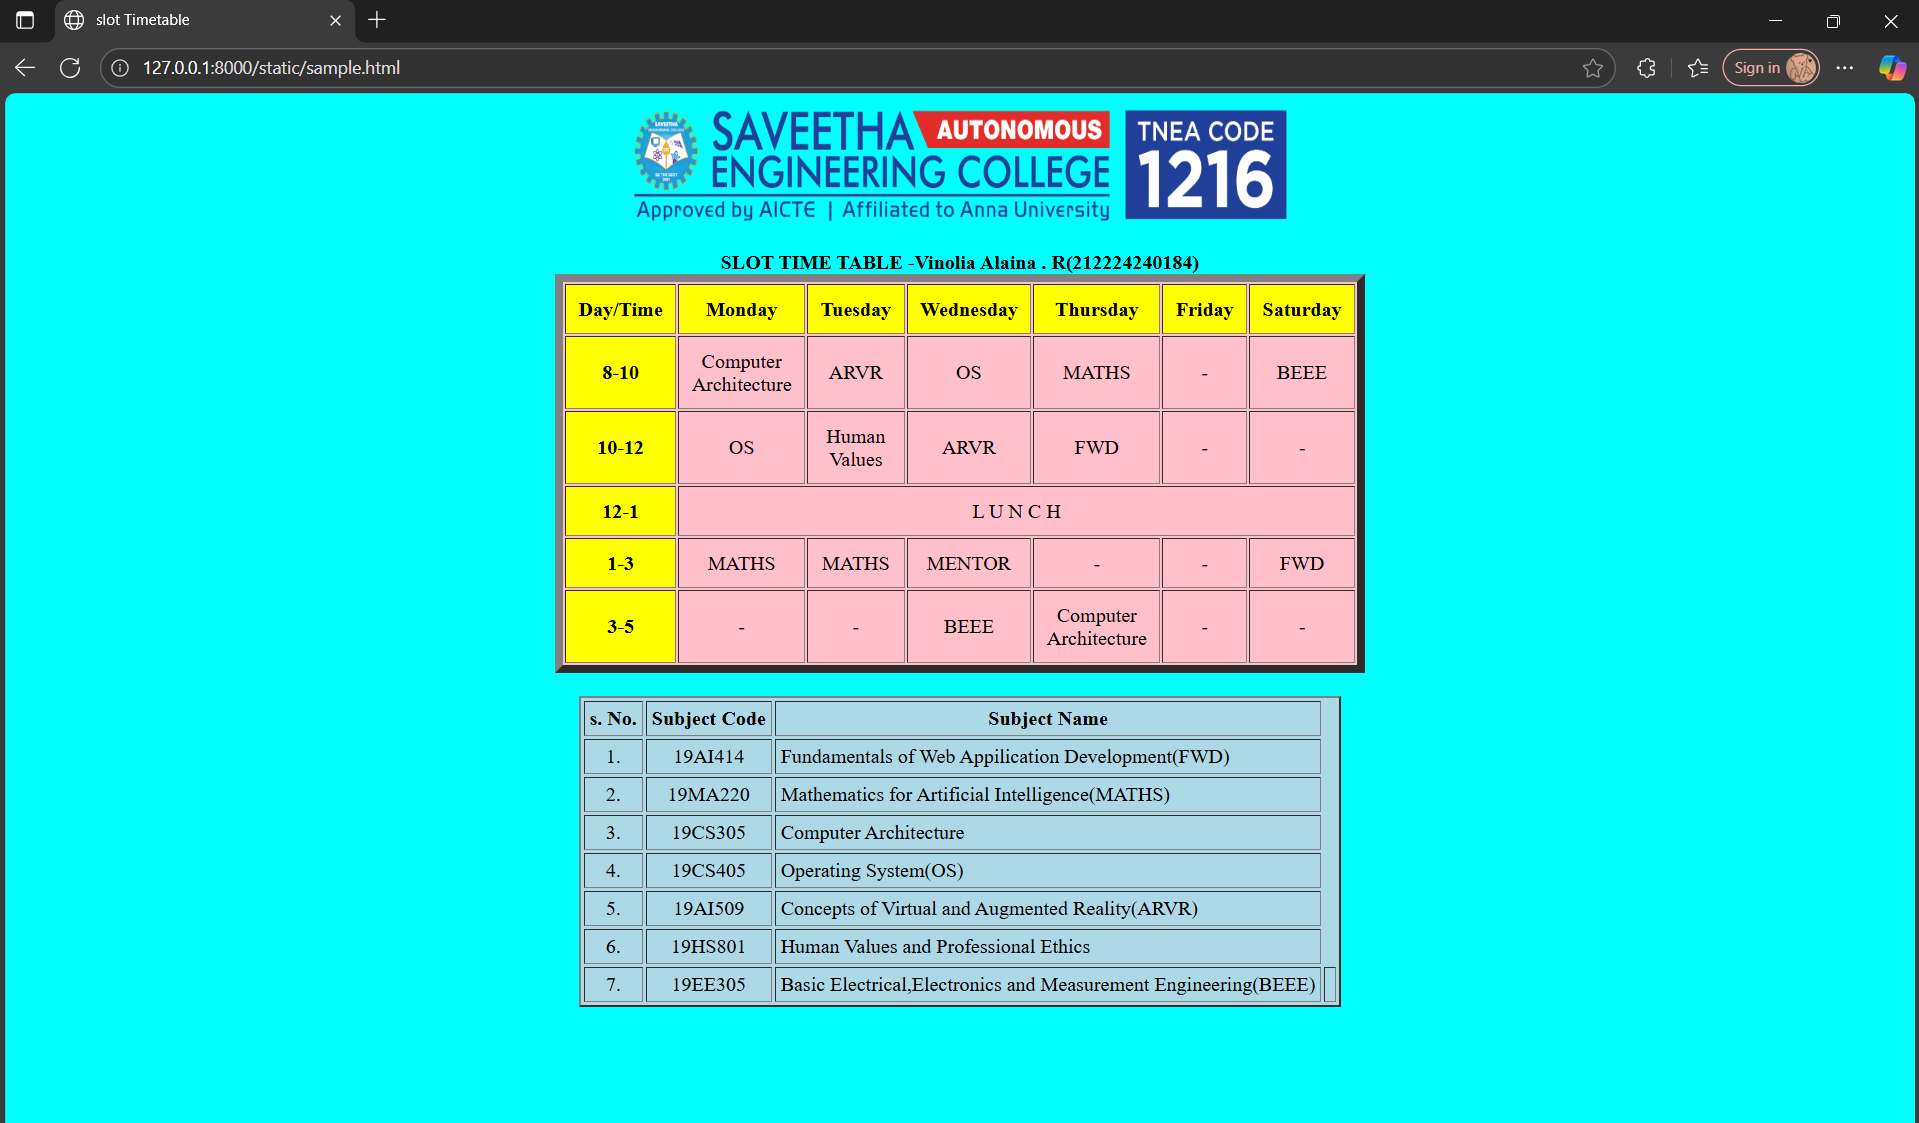 slot Timetable
127.0.0.1:8000/static/sample.html
Sign in
SAVEETHA AUTONOMOUS
ENGINEERING COLLEGE
Approved by AICTE | Affiliated to Anna University
TNEA CODE
1216
SLOT TIME TABLE -Vinolia Alaina . R(212224240184)
Day/Time Monday Tuesday Wednesday Thursday Friday Saturday
8-10 Computer Architecture ARVR OS MATHS - BEEE
10-12 OS Human Values ARVR FWD - -
12-1 L U N C H
1-3 MATHS MATHS MENTOR - - FWD
3-5 - - BEEE Computer Architecture - -
s. No. Subject Code Subject Name
1. 19AI414 Fundamentals of Web Appilication Development(FWD)
2. 19MA220 Mathematics for Artificial Intelligence(MATHS)
3. 19CS305 Computer Architecture
4. 19CS405 Operating System(OS)
5. 19AI509 Concepts of Virtual and Augmented Reality(ARVR)
6. 19HS801 Human Values and Professional Ethics
7. 19EE305 Basic Electrical,Electronics and Measurement Engineering(BEEE)